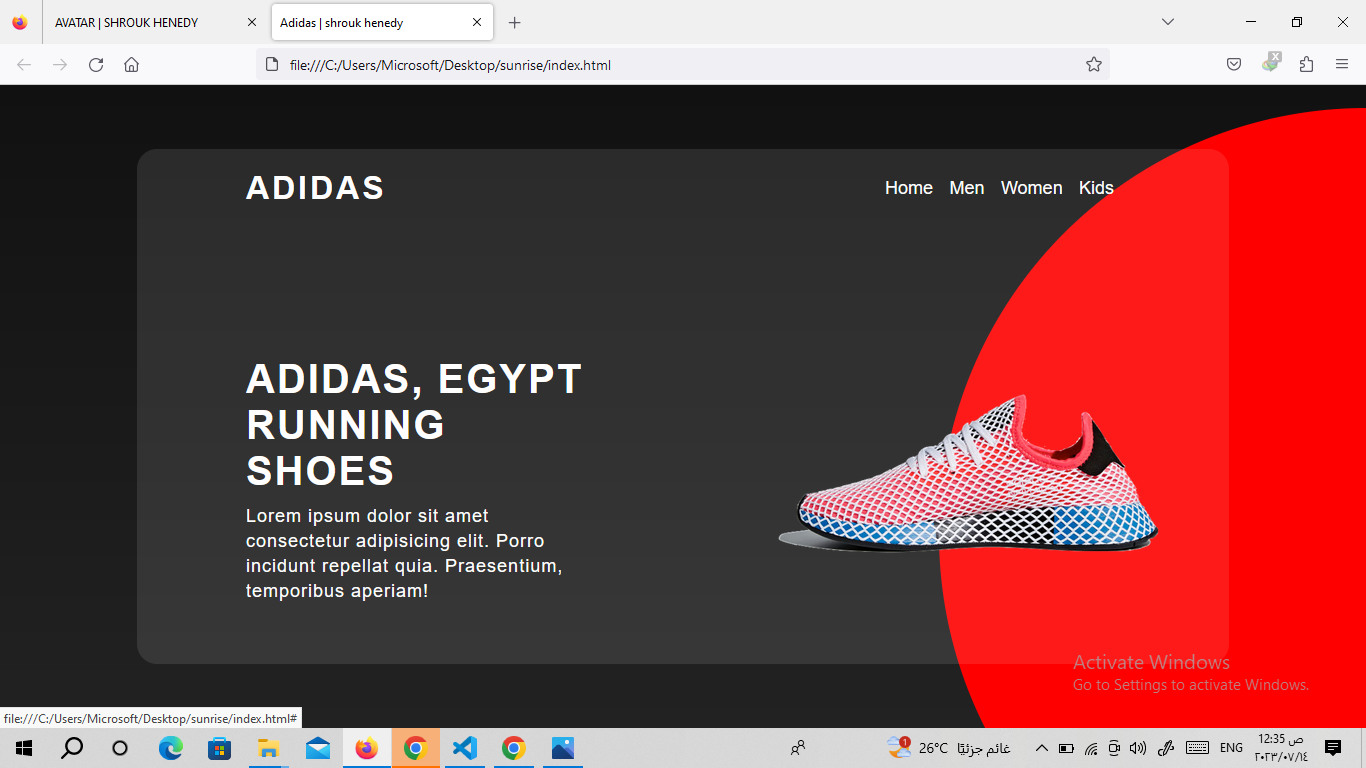 AVATAR | SHROUK HENEDY
Adidas | shrouk henedy
file:///C:/Users/Microsoft/Desktop/sunrise/index.html
ADIDAS
Home Men Women Kids
ADIDAS, EGYPT
RUNNING
SHOES
Lorem ipsum dolor sit amet
consectetur adipisicing elit. Porro
incidunt repellat quia. Praesentium,
temporibus aperiam!
Activate Windows
Go to Settings to activate Windows.
file:///C:/Users/Microsoft/Desktop/sunrise/index.html#
1
26°C غائم جزئيًا
ENG
12:35 ص
٢٠٢٣/٠٧/١٤